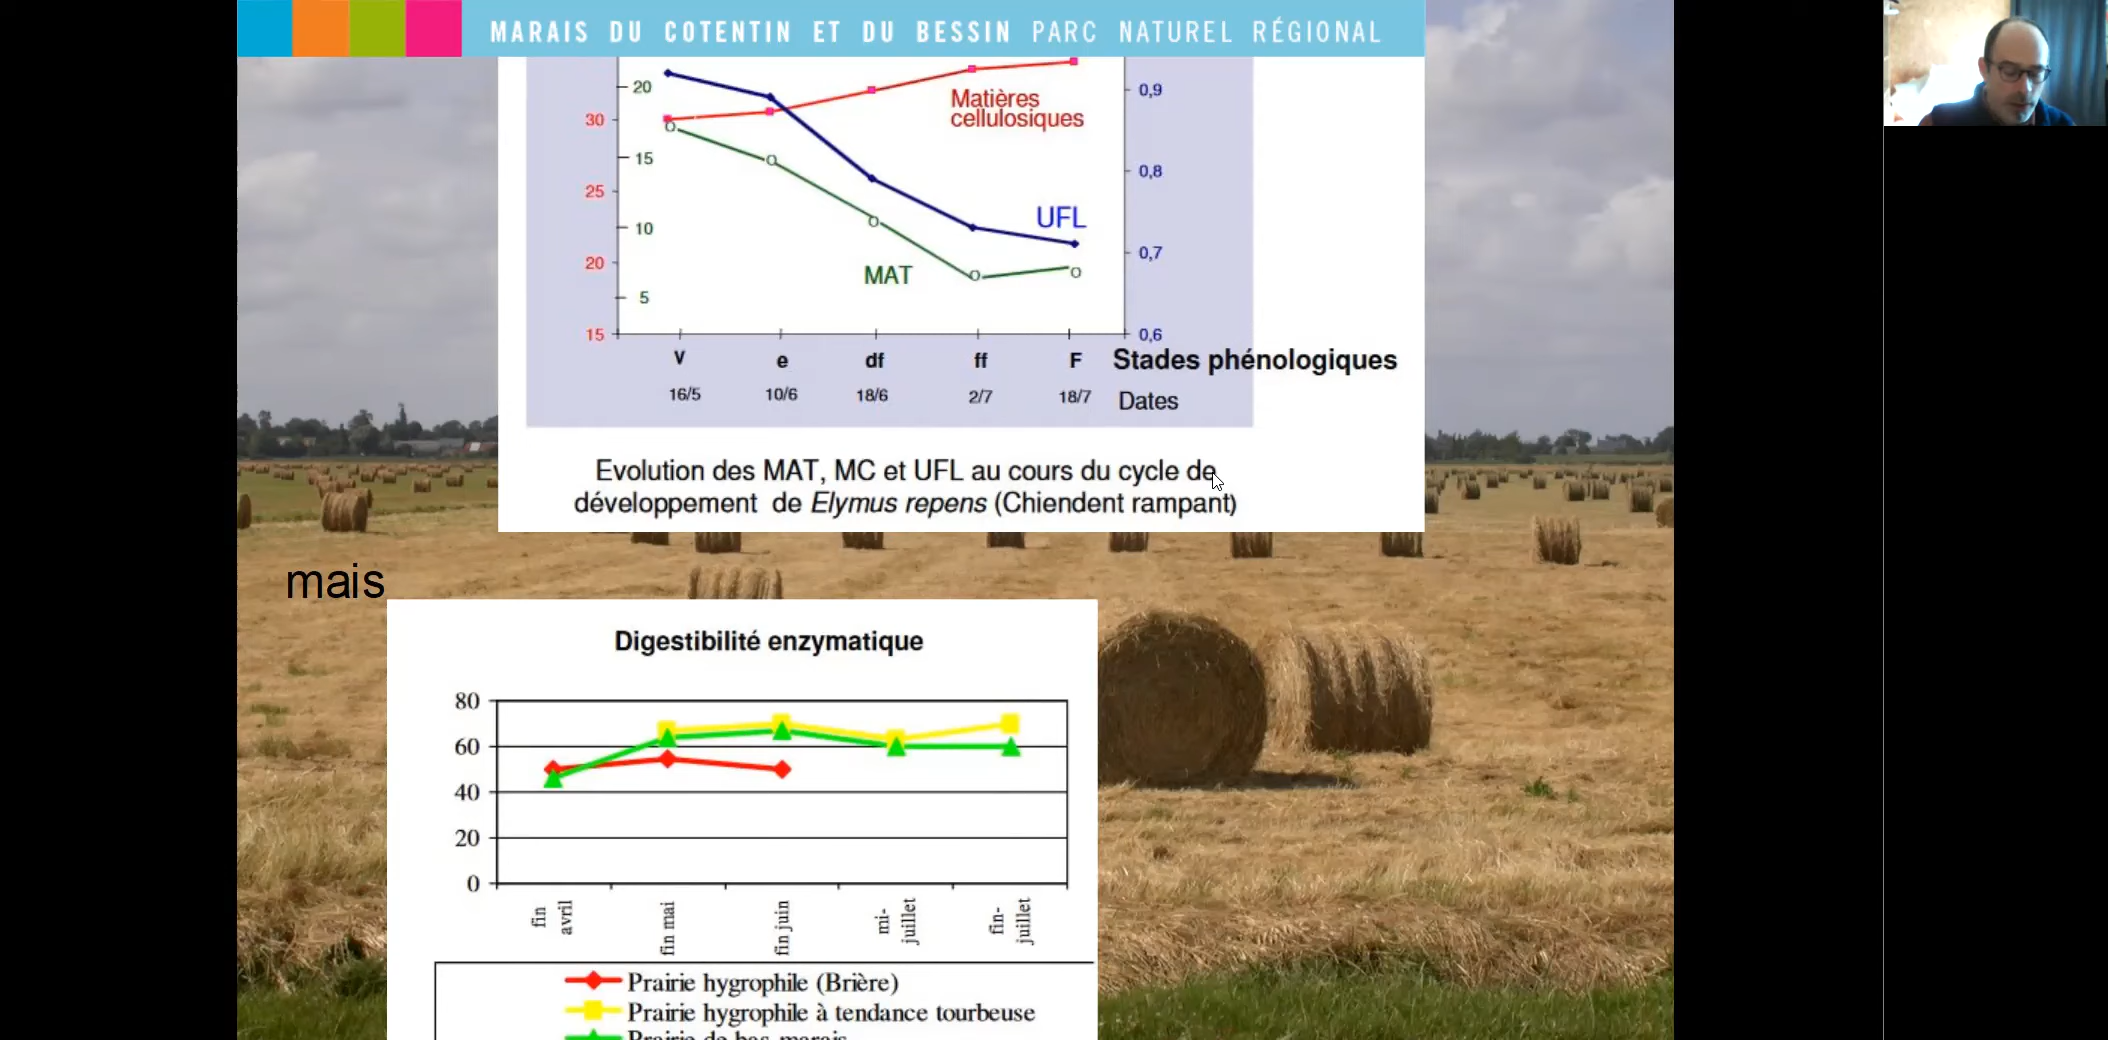 MARAIS DU COTENTIN ET DU BESSIN PARC NATUREL RÉGIONAL
20
0,9
Matières
cellulosiques
30
15
0,8
25
UFL
10
0,7
20
MAT
5
15
0,6
V e df ff F Stades phénologiques
16/5 10/6 18/6 2/7 18/7 Dates
Evolution des MAT, MC et UFL au cours du cycle de
développement de Elymus repens (Chiendent rampant)
mais
Digestibilité enzymatique
80
60
40
20
0
fin avril
fin mai
fin juin
mi-juillet
fin-juillet
Prairie hygrophile (Brière)
Prairie hygrophile à tendance tourbeuse
Prairie de bas-marais